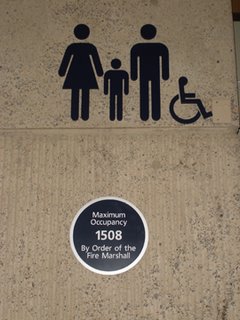 Maximum
Occupancy
1508
By Order of the
Fire Marshall